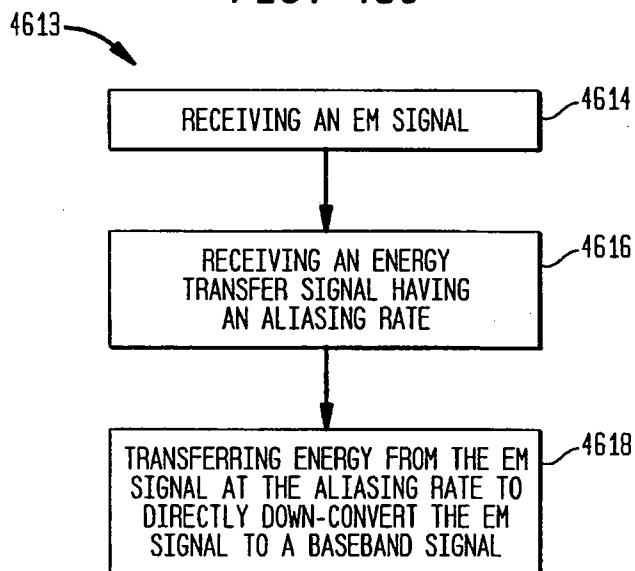 4613
RECEIVING AN EM SIGNAL
4614
RECEIVING AN ENERGY
TRANSFER SIGNAL HAVING
AN ALIASING RATE
4616
TRANSFERRING ENERGY FROM THE EM
SIGNAL AT THE ALIASING RATE TO
DIRECTLY DOWN-CONVERT THE EM
SIGNAL TO A BASEBAND SIGNAL
4618